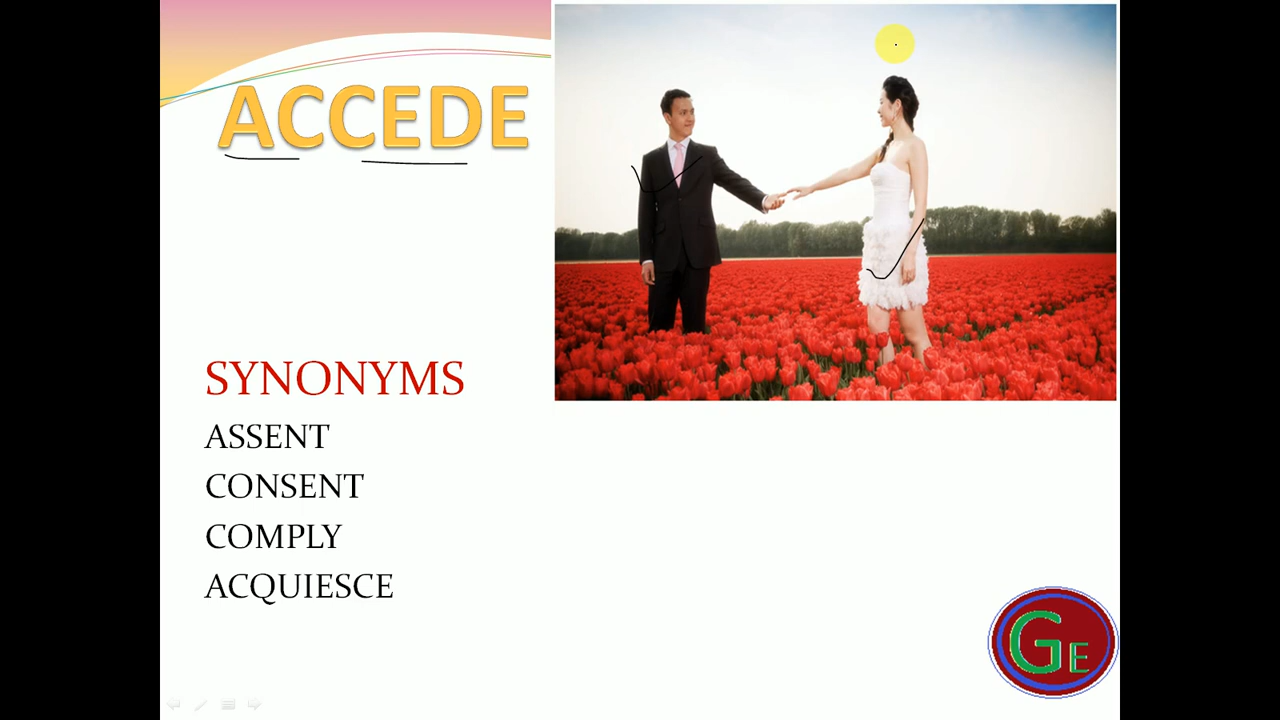 ACCEDE
SYNONYMS
ASSENT
CONSENT
COMPLY
ACQUIESCE
GE